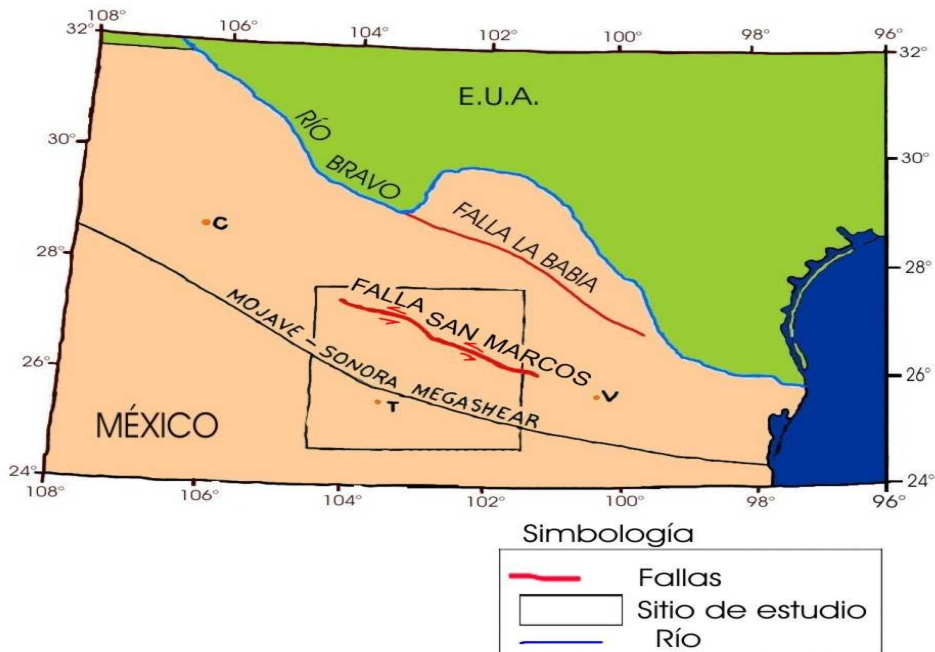 108°
106°
104°
102°
100°
98°
96°
32°
32°
E.U.A.
RÍO
BRAVO
30°
30°
FALLA LA BABIA
C
28°
28°
FALLA
SAN MARCOS
MOJAVE - SONORA MEGASHEAR
26°
26°
V
T
MÉXICO
24°
24°
108°
106°
104°
102°
100°
98°
96°
Simbología
Fallas
Sitio de estudio
Río